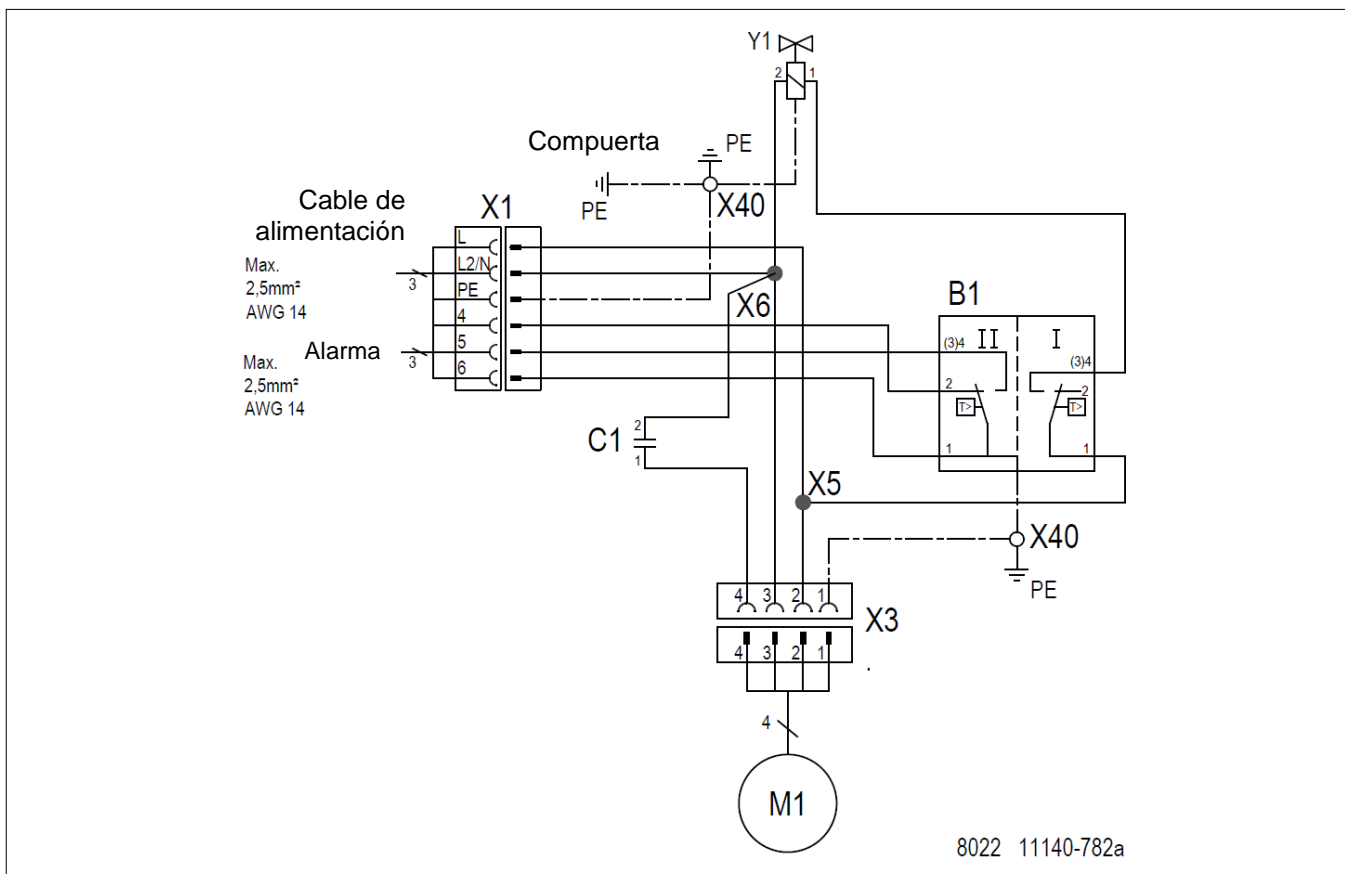 Y1
2 1
Compuerta
PE
PE
X40
Cable de
alimentación
X1
Max.
2,5mm²
AWG 14
3
L
L2/N
PE
4
5
6
Alarma
3
Max.
2,5mm²
AWG 14
X6
B1
II I
(3)4
(3)4
2
2
T>
T>
1
1
C1
2
1
X5
X40
PE
4 3 2 1
X3
4 3 2 1
4
M1
8022 11140-782a